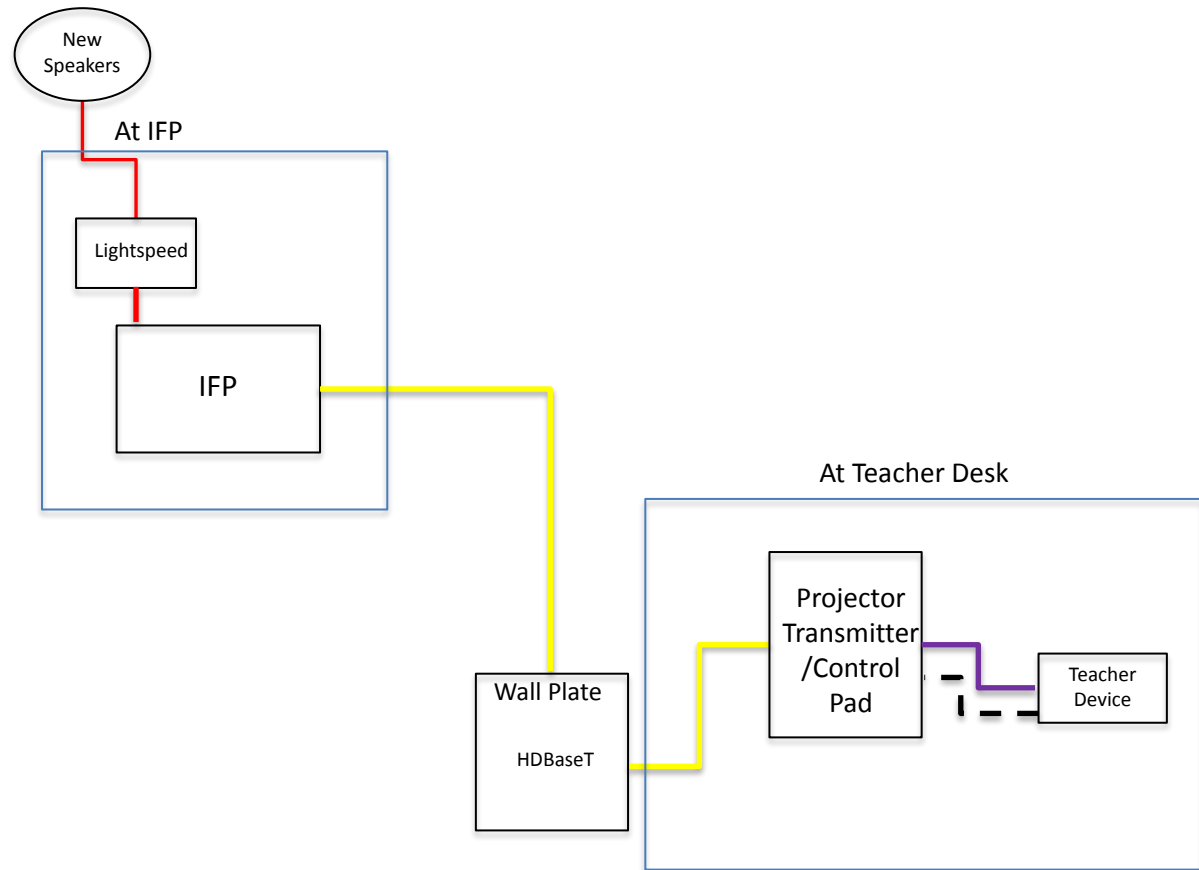 New
Speakers
At IFP
Lightspeed
IFP
At Teacher Desk
Projector
Transmitter
/Control
Pad
Teacher
Device
Wall Plate
HDBaseT